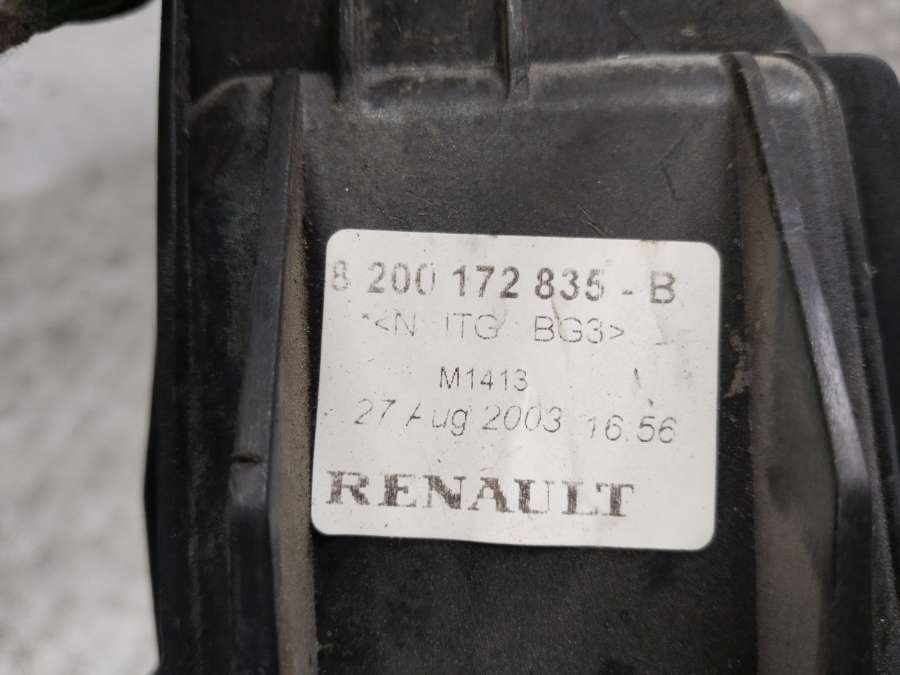 8 200 172 835 - B
*<N ITG BG3>
M1413
27 Aug 2003 16:56
RENAULT